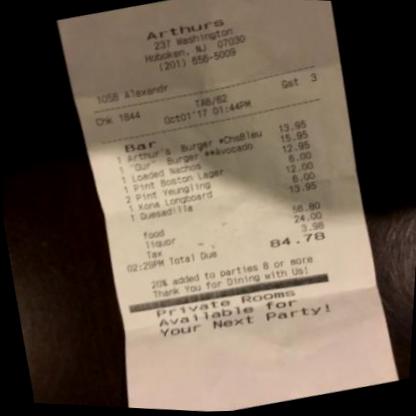 Arthurs
237 Washington
Hoboken, NJ 07030
(201) 656-5009
1058 Alexandr
Chk 1844 TAB/62 Gst 3
Oct01'17 01:44PM
Bar
1 Arthur's Burger *ChsBleu 13.95
1 "Our" Burger **Avocado 15.95
1 Loaded Nachos 12.95
1 Pint Boston Lager 6.00
2 Pint Yeungling 12.00
1 Kona Longboard 6.00
1 Quesadilla 13.95
food 56.80
liquor 24.00
Tax 3.98
02:29PM Total Due 84.78
20% added to parties 8 or more
Thank You for Dining with Us!
Private Rooms
Available for
Your Next Party!